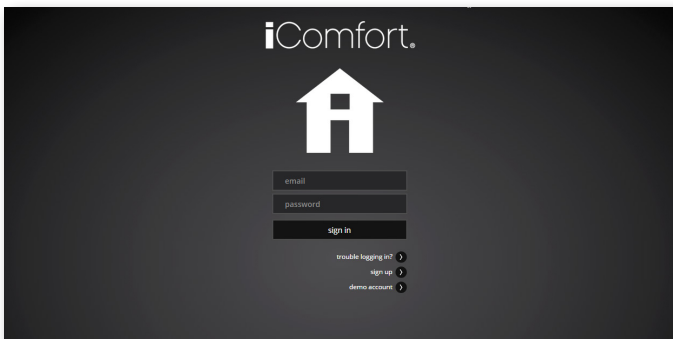 iComfort®
email
password
sign in
trouble logging in?
sign up
demo account